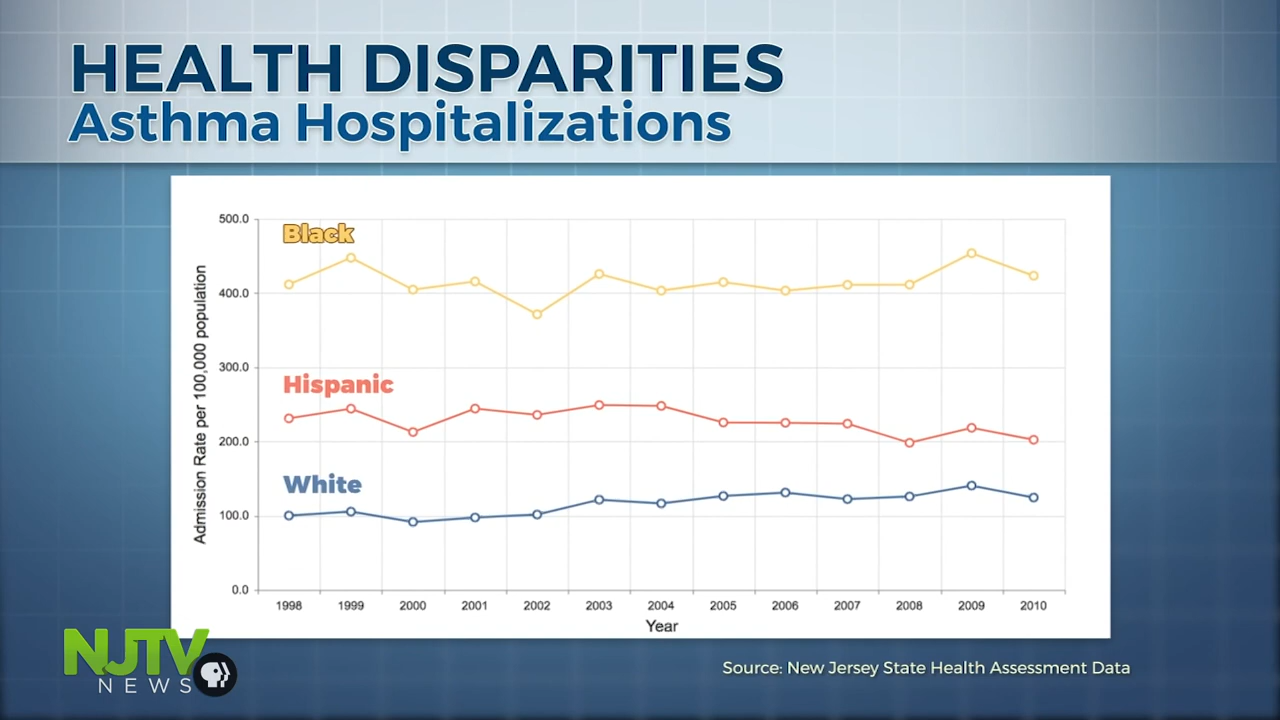 HEALTH DISPARITIES
Asthma Hospitalizations
Admission Rate per 100,000 population
500.0
400.0
300.0
200.0
100.0
0.0
Black
Hispanic
White
1998 1999 2000 2001 2002 2003 2004 2005 2006 2007 2008 2009 2010
Year
NJTV
NEWS
PBS
Source: New Jersey State Health Assessment Data